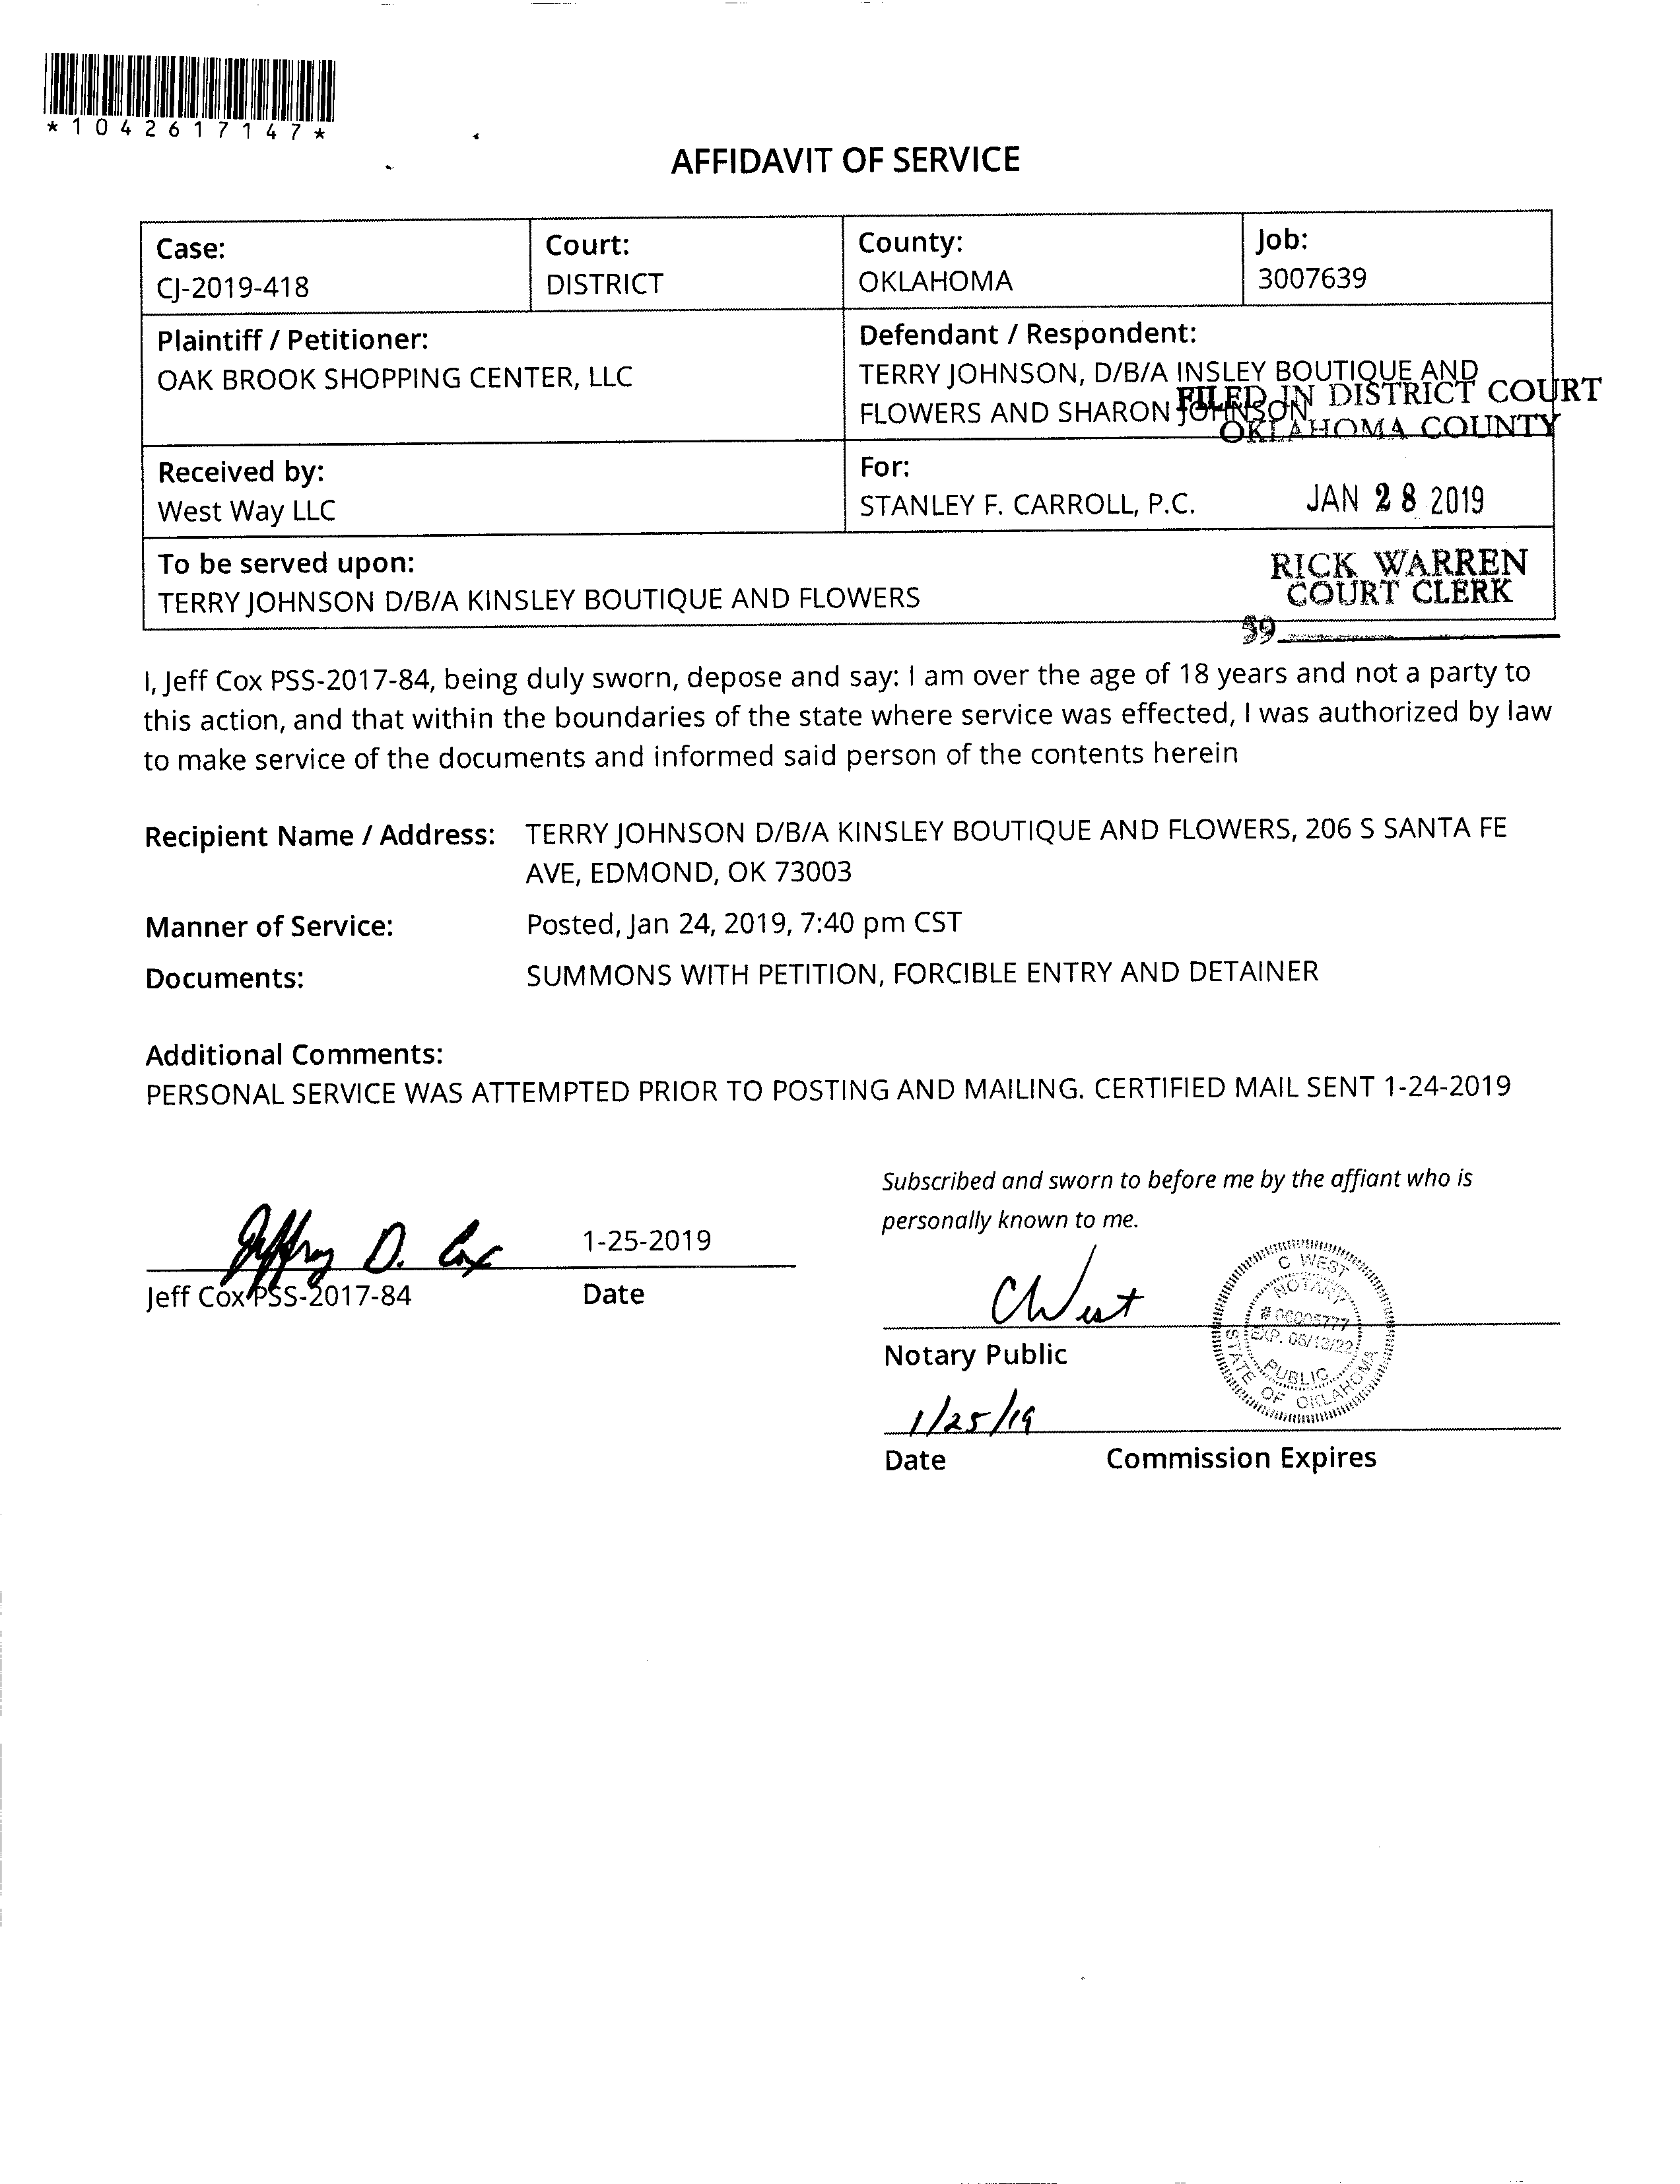 *1042617147*
AFFIDAVIT OF SERVICE
Case:
CJ-2019-418
Court:
DISTRICT
County:
OKLAHOMA
Job:
3007639
Plaintiff / Petitioner:
OAK BROOK SHOPPING CENTER, LLC
Defendant / Respondent:
TERRY JOHNSON, D/B/A INSLEY BOUTIQUE AND
FLOWERS AND SHARON JOHNSON
FILED IN DISTRICT COURT
OKLAHOMA COUNTY
Received by:
West Way LLC
For:
STANLEY F. CARROLL, P.C.
JAN 28 2019
To be served upon:
TERRY JOHNSON D/B/A KINSLEY BOUTIQUE AND FLOWERS
RICK WARREN
COURT CLERK
39
I, Jeff Cox PSS-2017-84, being duly sworn, depose and say: I am over the age of 18 years and not a party to
this action, and that within the boundaries of the state where service was effected, I was authorized by law
to make service of the documents and informed said person of the contents herein
Recipient Name / Address: TERRY JOHNSON D/B/A KINSLEY BOUTIQUE AND FLOWERS, 206 S SANTA FE
AVE, EDMOND, OK 73003
Manner of Service: Posted, Jan 24, 2019, 7:40 pm CST
Documents: SUMMONS WITH PETITION, FORCIBLE ENTRY AND DETAINER
Additional Comments:
PERSONAL SERVICE WAS ATTEMPTED PRIOR TO POSTING AND MAILING. CERTIFIED MAIL SENT 1-24-2019
Jeffrey D. Cox 1-25-2019
Jeff Cox PSS-2017-84 Date
Subscribed and sworn to before me by the affiant who is
personally known to me.
C West
Notary Public
C WEST
NOTARY
# 06005777
EXP. 06/13/22
PUBLIC
STATE OF OKLAHOMA
1/25/19
Date Commission Expires